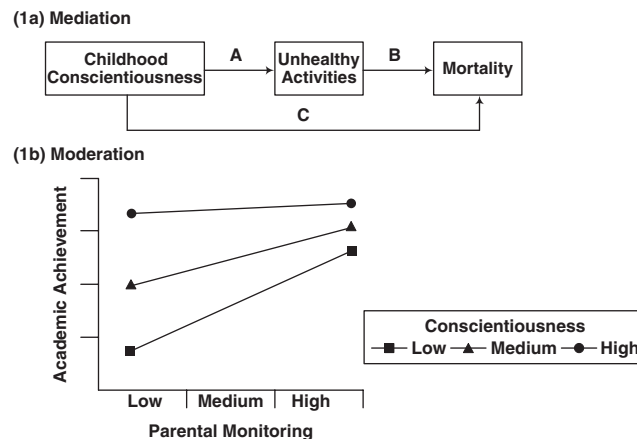 (1a) Mediation
Childhood
Conscientiousness
A
Unhealthy
Activities
B
Mortality
C
(1b) Moderation
Academic Achievement
Conscientiousness
Low Medium High
Low Medium High
Parental Monitoring